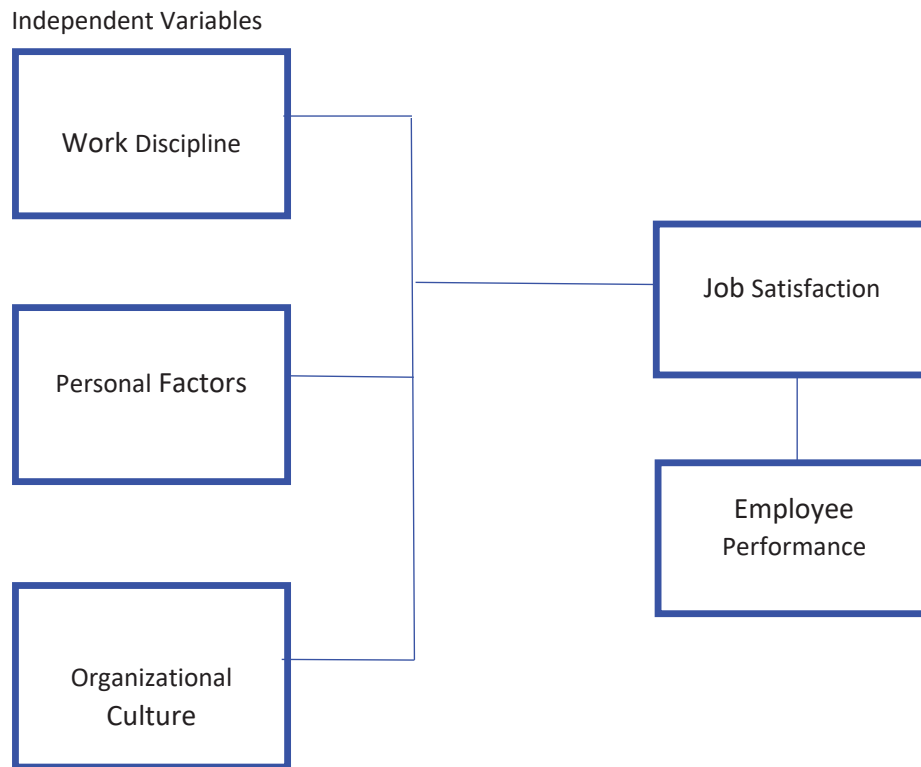 Independent Variables
Work Discipline
Job Satisfaction
Personal Factors
Employee
Performance
Organizational
Culture